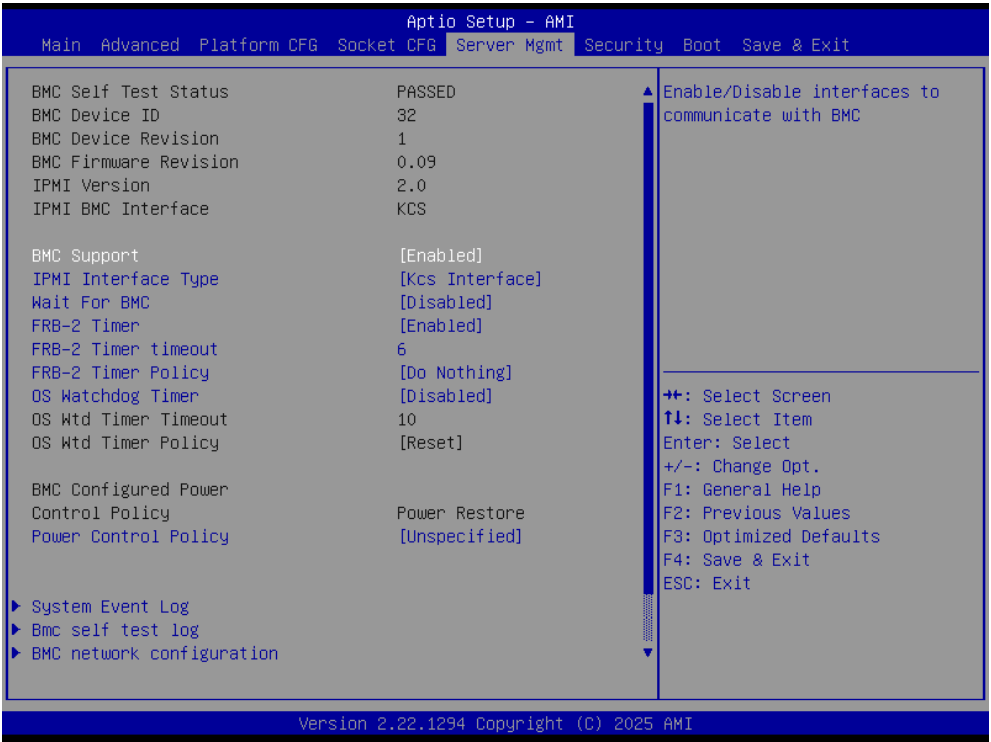 Aptio Setup - AMI
Main Advanced Platform CFG Socket CFG Server Mgmt Security Boot Save & Exit
BMC Self Test Status PASSED
BMC Device ID 32
BMC Device Revision 1
BMC Firmware Revision 0.09
IPMI Version 2.0
IPMI BMC Interface KCS
BMC Support [Enabled]
IPMI Interface Type [Kcs Interface]
Wait For BMC [Disabled]
FRB-2 Timer [Enabled]
FRB-2 Timer timeout 6
FRB-2 Timer Policy [Do Nothing]
OS Watchdog Timer [Disabled]
OS Wtd Timer Timeout 10
OS Wtd Timer Policy [Reset]
BMC Configured Power
Control Policy Power Restore
Power Control Policy [Unspecified]
System Event Log
Bmc self test log
BMC network configuration
Enable/Disable interfaces to
communicate with BMC
→←: Select Screen
↑↓: Select Item
Enter: Select
+/-: Change Opt.
F1: General Help
F2: Previous Values
F3: Optimized Defaults
F4: Save & Exit
ESC: Exit
Version 2.22.1294 Copyright (C) 2025 AMI